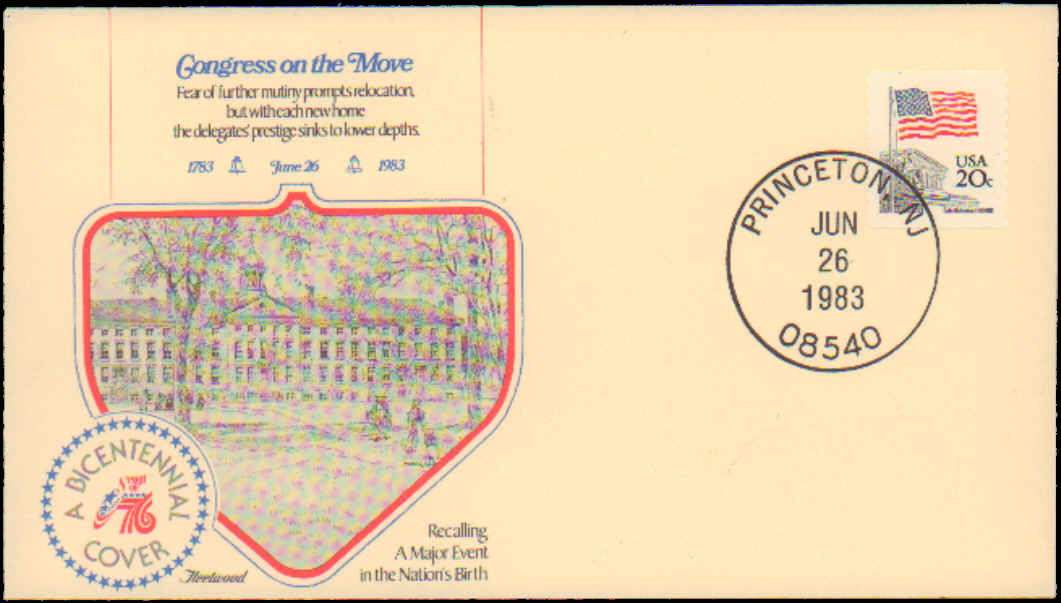 Congress on the Move
Fear of further mutiny prompts relocation,
but with each new home
the delegates' prestige sinks to lower depths.
1783 June 26 1983
USA
20c
PRINCETON, NJ
JUN
26
1983
08540
A BICENTENNIAL
76
COVER
Fleetwood
Recalling
A Major Event
in the Nation's Birth